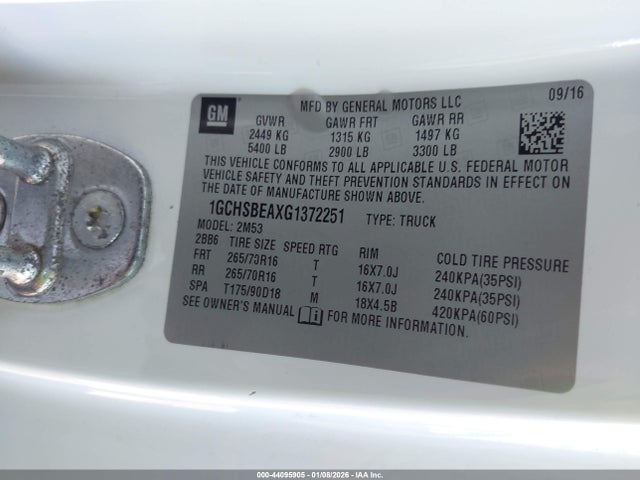 GM
MFD BY GENERAL MOTORS LLC 09/16
GVWR GAWR FRT GAWR RR
2449 KG 1315 KG 1497 KG
5400 LB 2900 LB 3300 LB
THIS VEHICLE CONFORMS TO ALL APPLICABLE U.S. FEDERAL MOTOR
VEHICLE SAFETY AND THEFT PREVENTION STANDARDS IN EFFECT ON
THE DATE OF MANUFACTURE SHOWN ABOVE.
1GCHSBEAXG1372251 TYPE: TRUCK
MODEL: 2M53
2BB6 TIRE SIZE SPEED RTG RIM COLD TIRE PRESSURE
FRT 265/70R16 T 16X7.0J 240KPA(35PSI)
RR 265/70R16 T 16X7.0J 240KPA(35PSI)
SPA T175/90D18 M 18X4.5B 420KPA(60PSI)
SEE OWNER'S MANUAL FOR MORE INFORMATION.
000-44095905 - 01/08/2026 - IAA Inc.